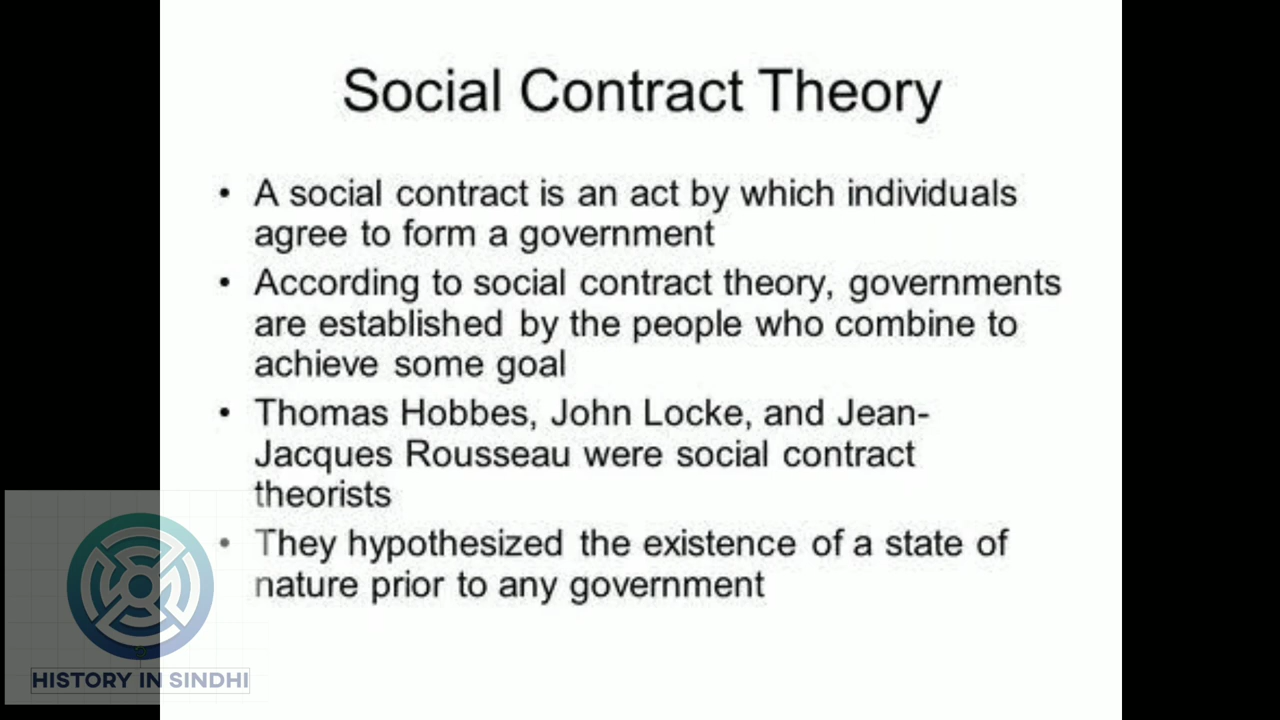 Social Contract Theory
• A social contract is an act by which individuals
agree to form a government
• According to social contract theory, governments
are established by the people who combine to
achieve some goal
• Thomas Hobbes, John Locke, and Jean-
Jacques Rousseau were social contract
theorists
• They hypothesized the existence of a state of
nature prior to any government
HISTORY IN SINDHI